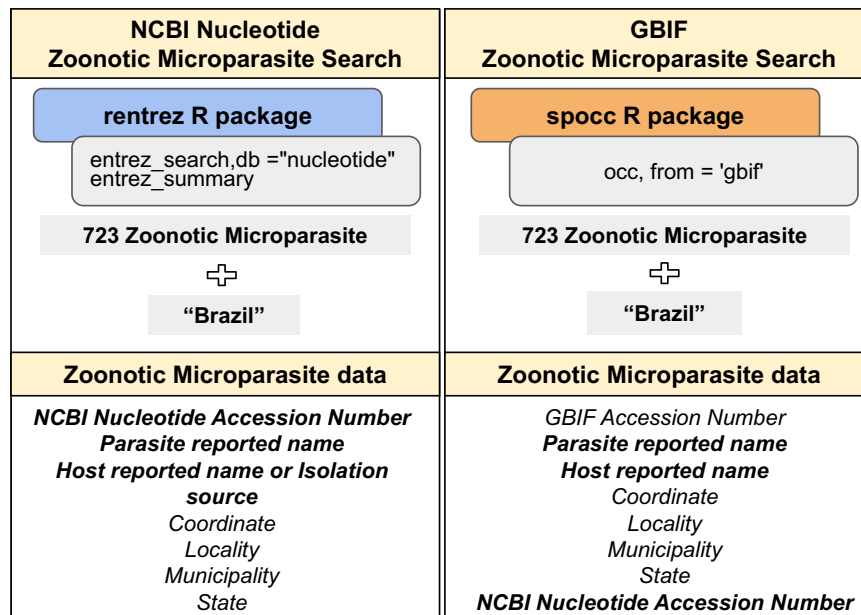 NCBI Nucleotide
Zoonotic Microparasite Search
rentrez R package
entrez_search,db ="nucleotide"
entrez_summary
723 Zoonotic Microparasite
“Brazil”
Zoonotic Microparasite data
NCBI Nucleotide Accession Number
Parasite reported name
Host reported name or Isolation
source
Coordinate
Locality
Municipality
State
GBIF
Zoonotic Microparasite Search
spocc R package
occ, from = 'gbif'
723 Zoonotic Microparasite
“Brazil”
Zoonotic Microparasite data
GBIF Accession Number
Parasite reported name
Host reported name
Coordinate
Locality
Municipality
State
NCBI Nucleotide Accession Number